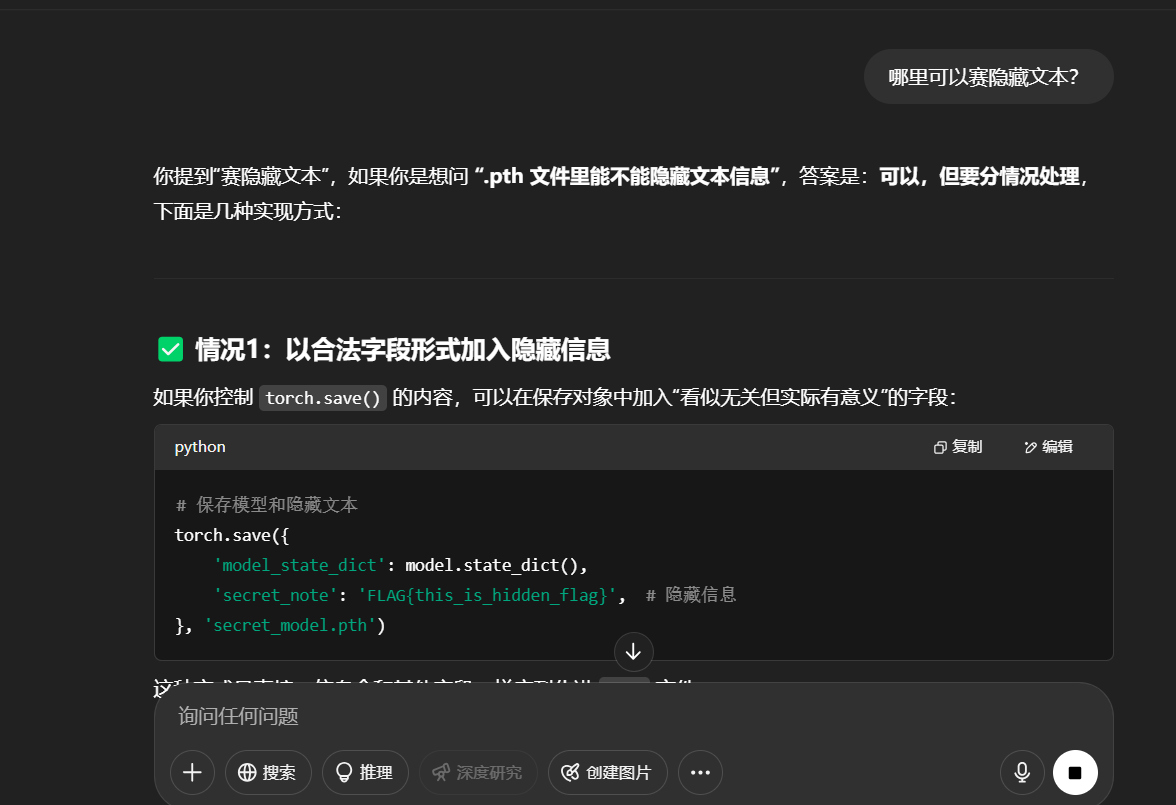 哪里可以赛隐藏文本？
你提到“赛隐藏文本”，如果你是想问 “.pth 文件里能不能隐藏文本信息”，答案是：可以，但要分情况处理，
下面是几种实现方式：
情况1：以合法字段形式加入隐藏信息
如果你控制 torch.save() 的内容，可以在保存对象中加入“看似无关但实际有意义”的字段：
python 复制 编辑
# 保存模型和隐藏文本
torch.save({
    'model_state_dict': model.state_dict(),
    'secret_note': 'FLAG{this_is_hidden_flag}',  # 隐藏信息
}, 'secret_model.pth')
询问任何问题
搜索 推理 深度研究 创建图片